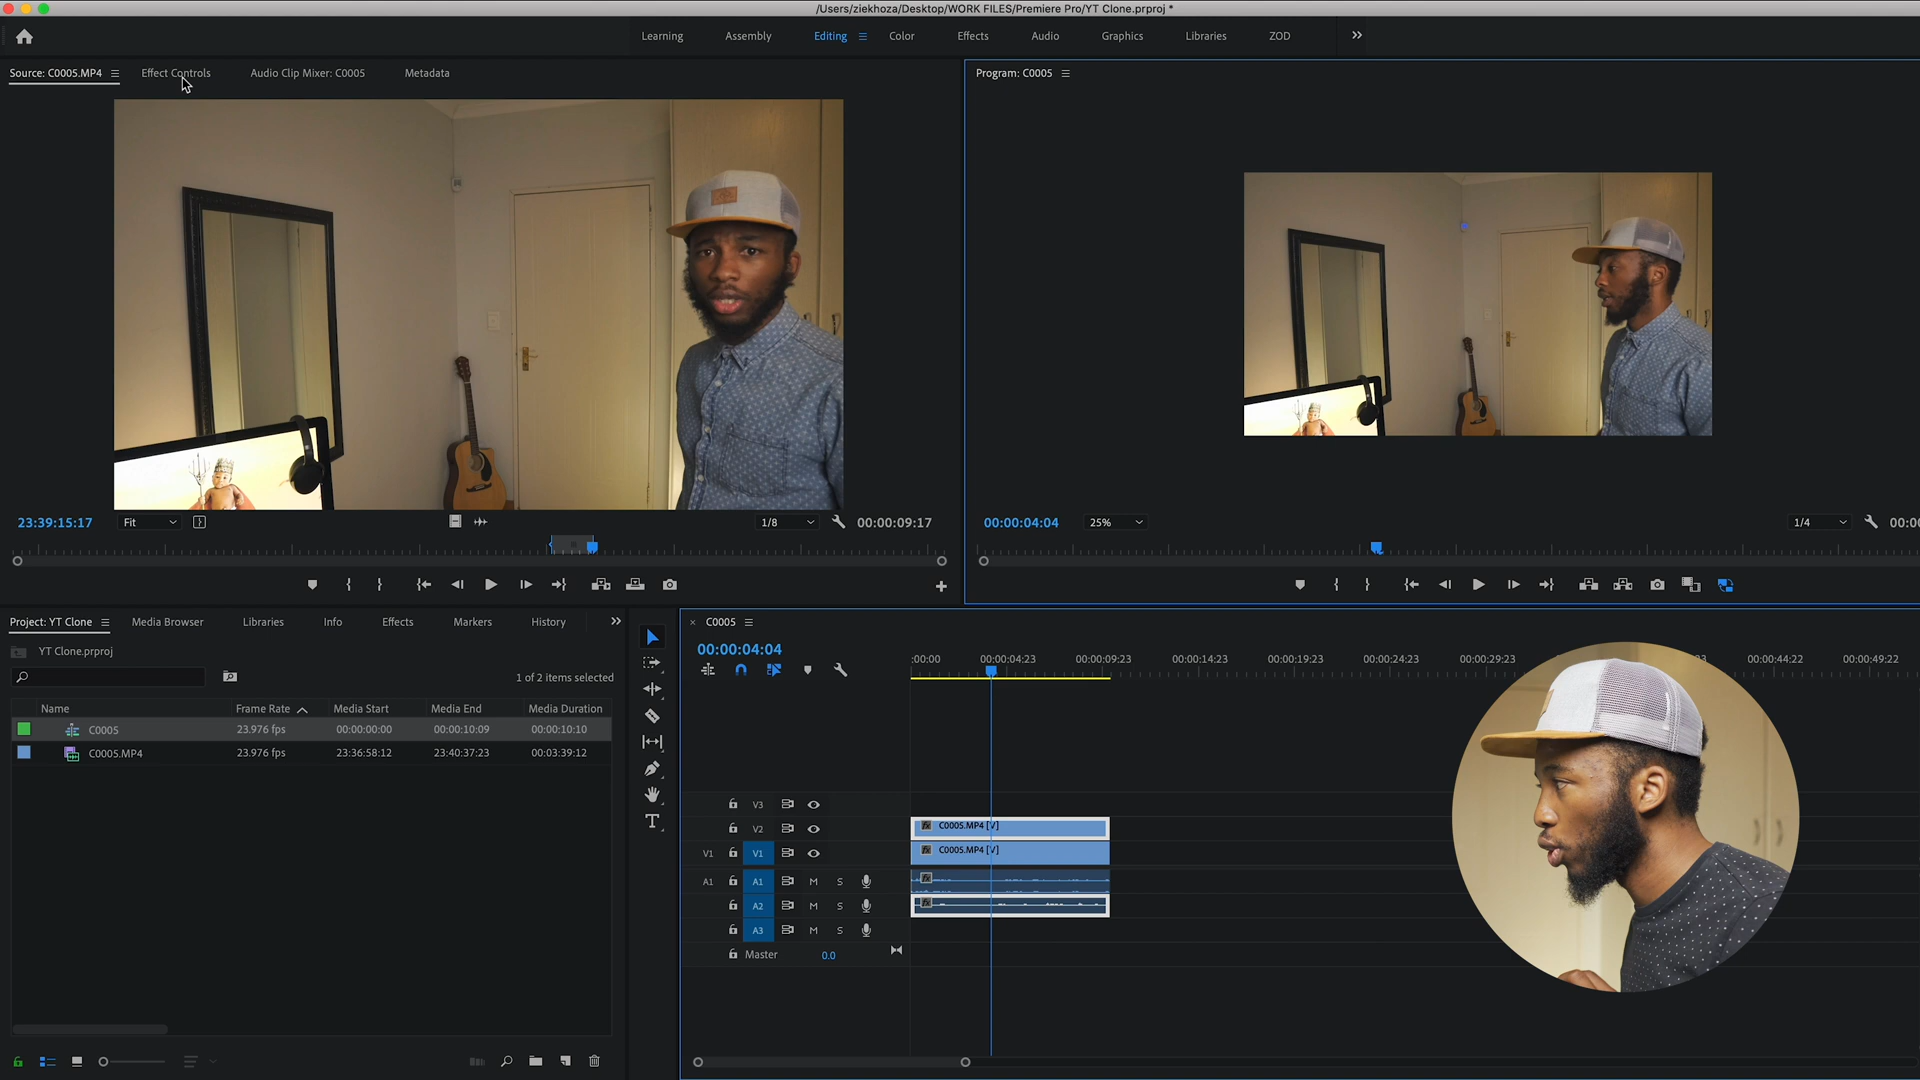 /Users/ziekhoza/Desktop/WORK FILES/Premiere Pro/YT Clone.prproj *
Learning Assembly Editing Color Effects Audio Graphics Libraries ZOD
Source: C0005.MP4 Effect Controls Audio Clip Mixer: C0005 Metadata
Program: C0005
23:39:15:17 Fit 1/8 00:00:09:17
00:00:04:04 25% 1/4 00:00
Project: YT Clone Media Browser Libraries Info Effects Markers History
YT Clone.prproj
1 of 2 items selected
Name Frame Rate Media Start Media End Media Duration
C0005 23.976 fps 00:00:00:00 00:00:10:09 00:00:10:10
C0005.MP4 23.976 fps 23:36:58:12 23:40:37:23 00:03:39:12
× C0005
00:00:04:04
:00:00 00:00:04:23 00:00:09:23 00:00:14:23 00:00:19:23 00:00:24:23 00:00:29:23 00:00:44:22 00:00:49:22
V3
V2 C0005.MP4 [V]
V1 V1 C0005.MP4 [V]
A1 A1 M S
A2 M S
A3 M S
Master 0.0